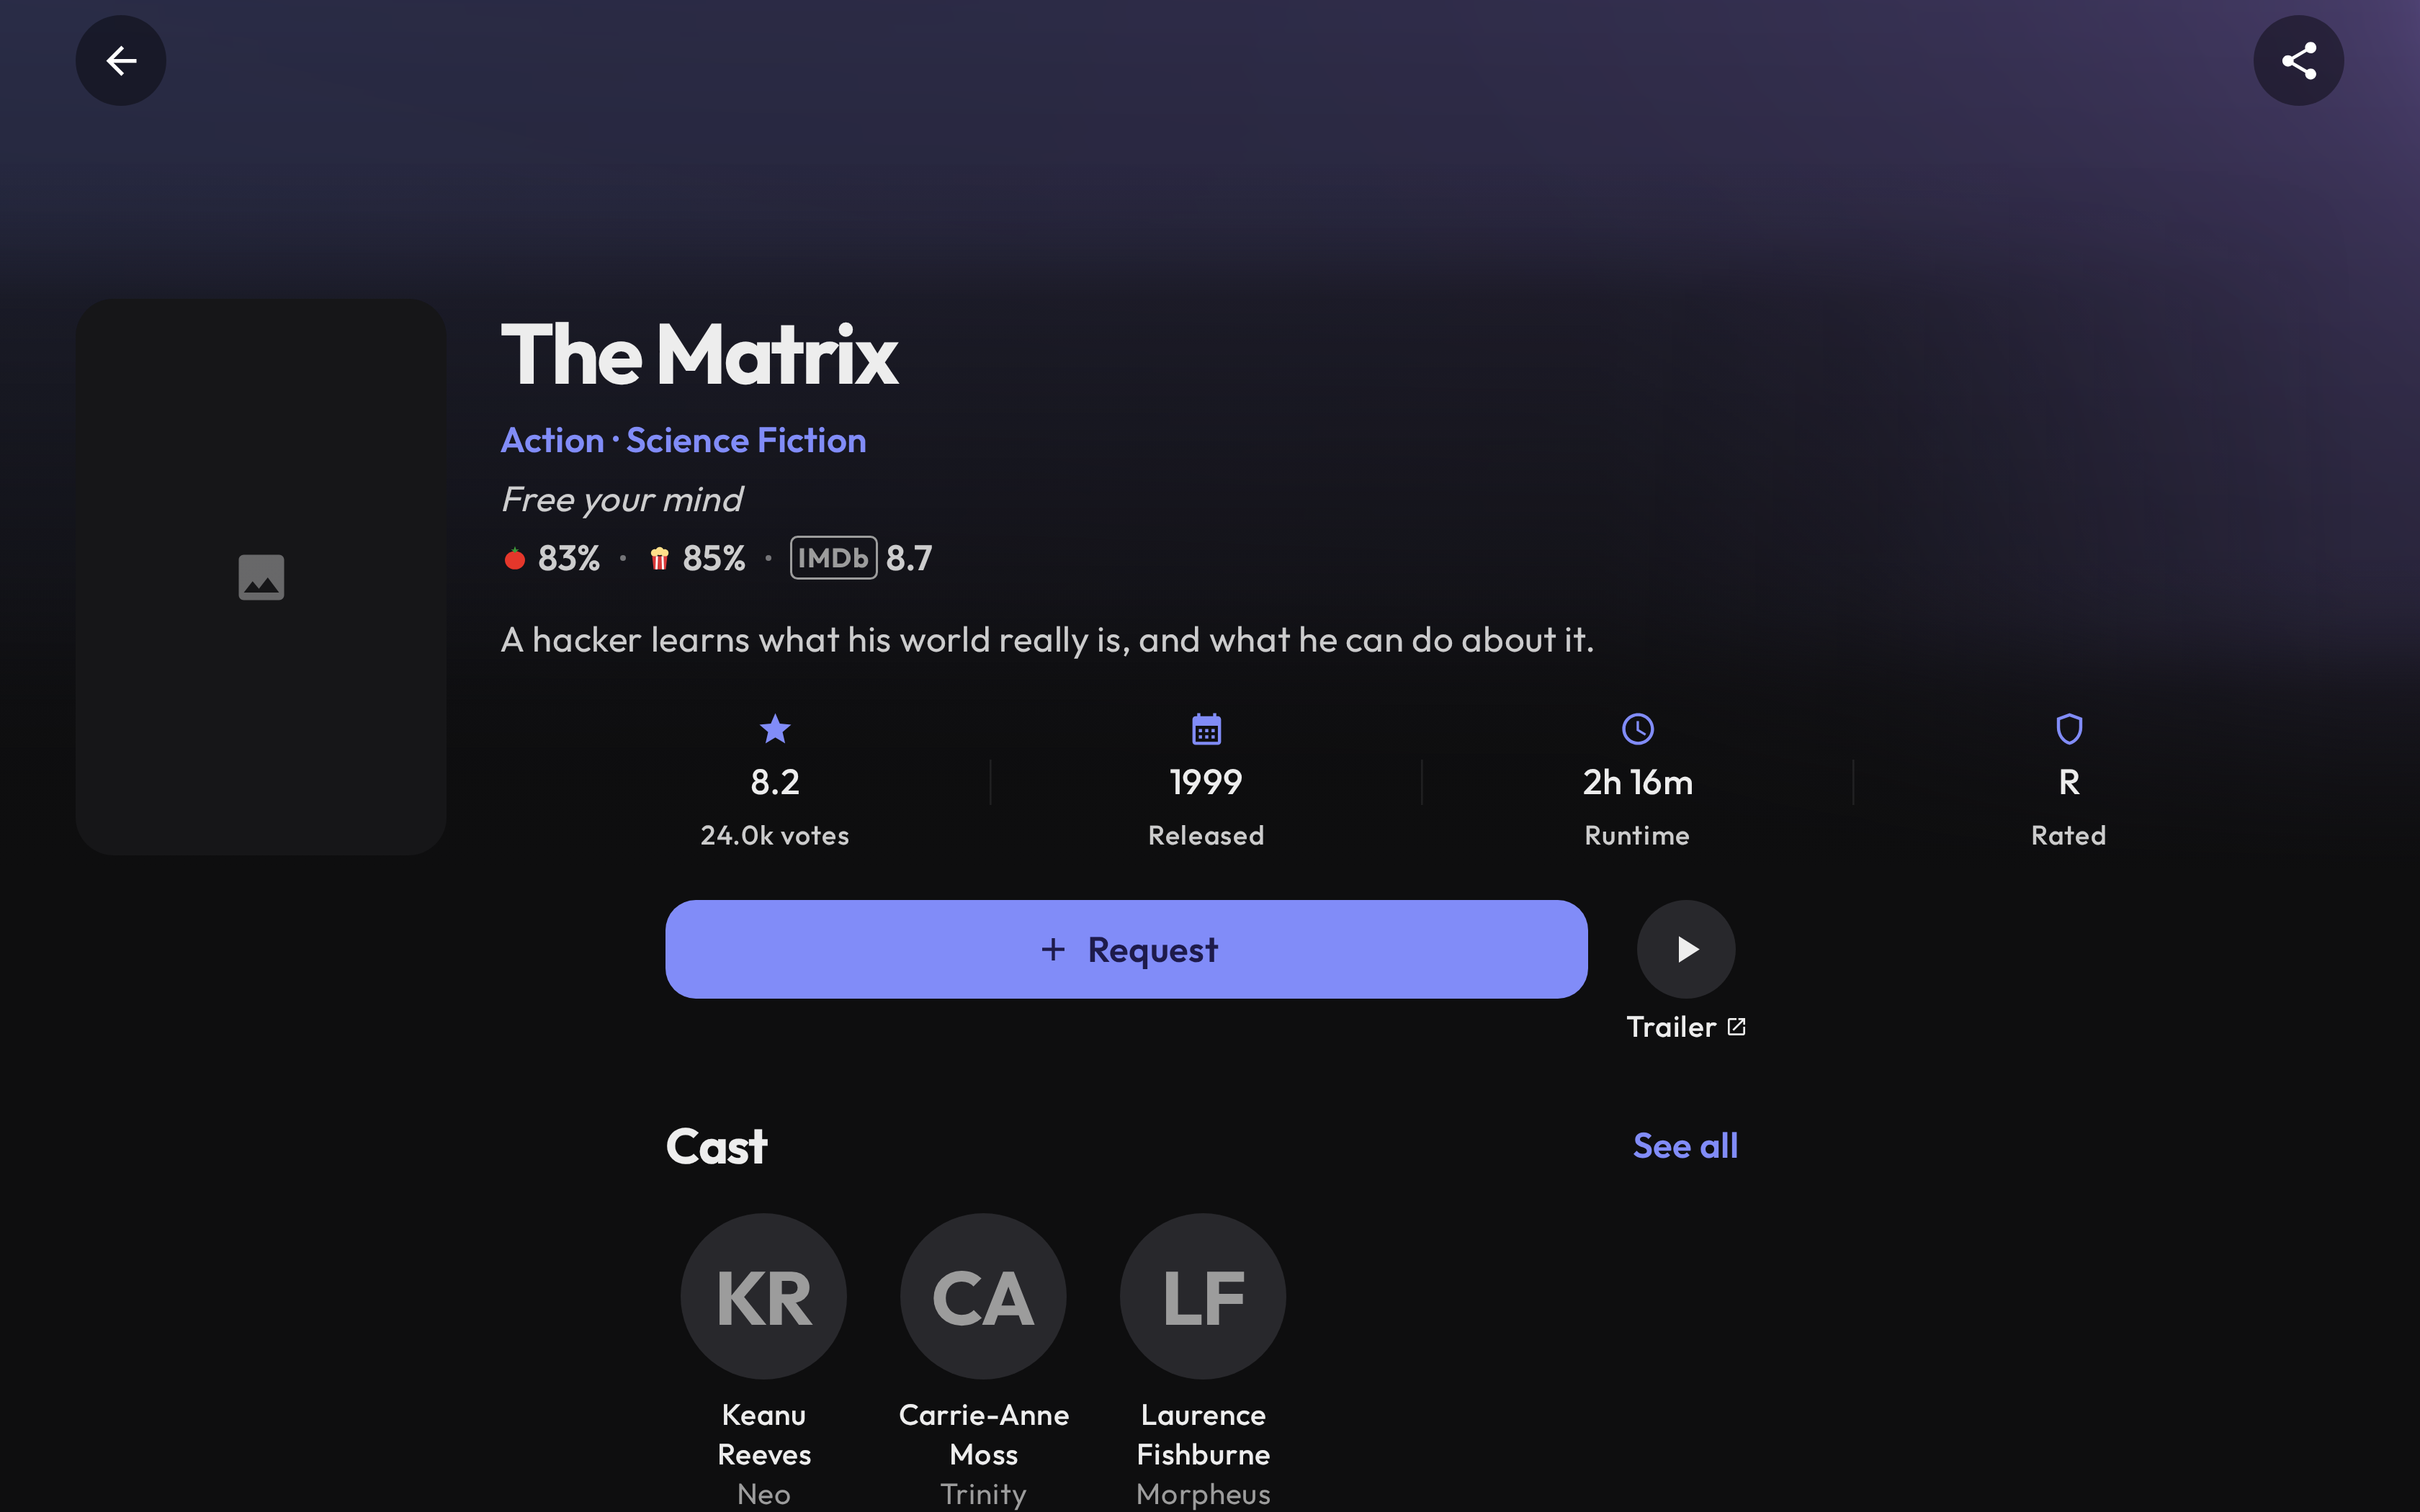 The Matrix
Action · Science Fiction
Free your mind
83% · 85% · IMDb 8.7
A hacker learns what his world really is, and what he can do about it.
8.2 1999 2h 16m R
24.0k votes Released Runtime Rated
+ Request
Trailer
Cast See all
KR CA LF
Keanu Carrie-Anne Laurence
Reeves Moss Fishburne
Neo Trinity Morpheus